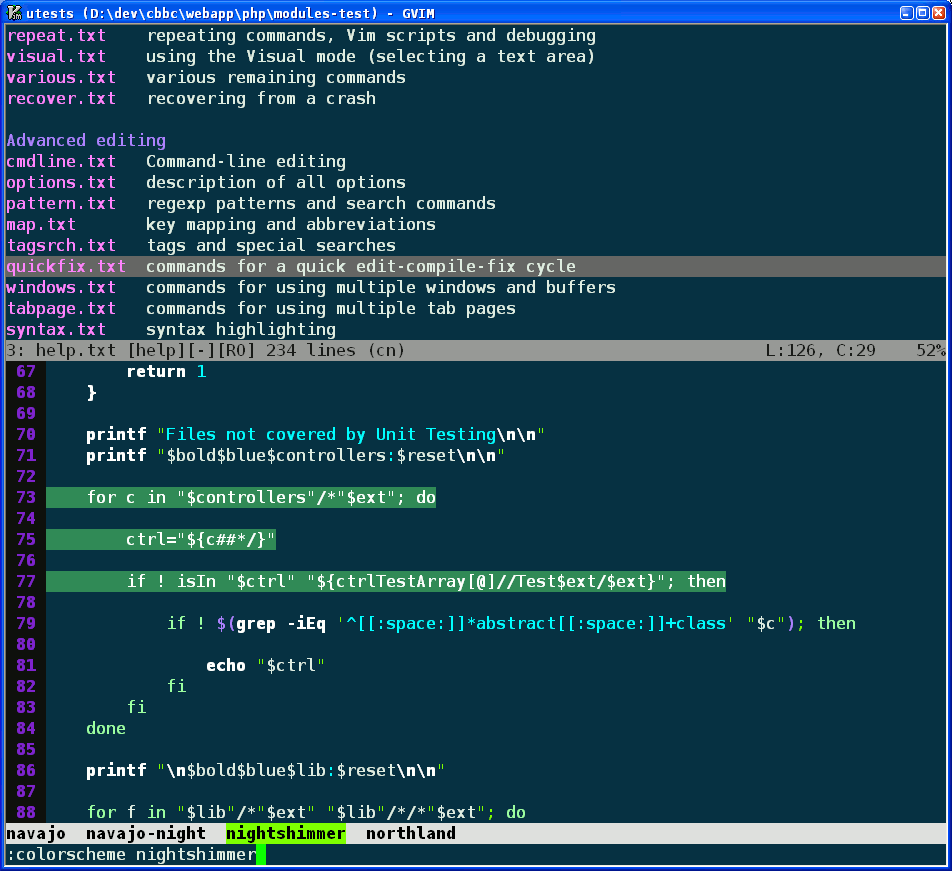 utests (D:\dev\cbbc\webapp\php\modules-test) - GVIM
repeat.txt    repeating commands, Vim scripts and debugging
visual.txt    using the Visual mode (selecting a text area)
various.txt   various remaining commands
recover.txt   recovering from a crash
Advanced editing
cmdline.txt   Command-line editing
options.txt   description of all options
pattern.txt   regexp patterns and search commands
map.txt       key mapping and abbreviations
tagsrch.txt   tags and special searches
quickfix.txt  commands for a quick edit-compile-fix cycle
windows.txt   commands for using multiple windows and buffers
tabpage.txt   commands for using multiple tab pages
syntax.txt    syntax highlighting
3: help.txt [help][-][RO] 234 lines (cn)    L:126, C:29    52%
67         return 1
68     }
69
70     printf "Files not covered by Unit Testing\n\n"
71     printf "$bold$blue$controllers:$reset\n\n"
72
73     for c in "$controllers"/*"$ext"; do
74
75         ctrl="${c##*/}"
76
77         if ! isIn "$ctrl" "${ctrlTestArray[@]//Test$ext/$ext}"; then
78
79             if ! $(grep -iEq '^[[:space:]]*abstract[[:space:]]+class' "$c"); then
80
81                 echo "$ctrl"
82             fi
83         fi
84     done
85
86     printf "\n$bold$blue$lib:$reset\n\n"
87
88     for f in "$lib"/*"$ext" "$lib"/*/*"$ext"; do
navajo  navajo-night  nightshimmer  northland
:colorscheme nightshimmer